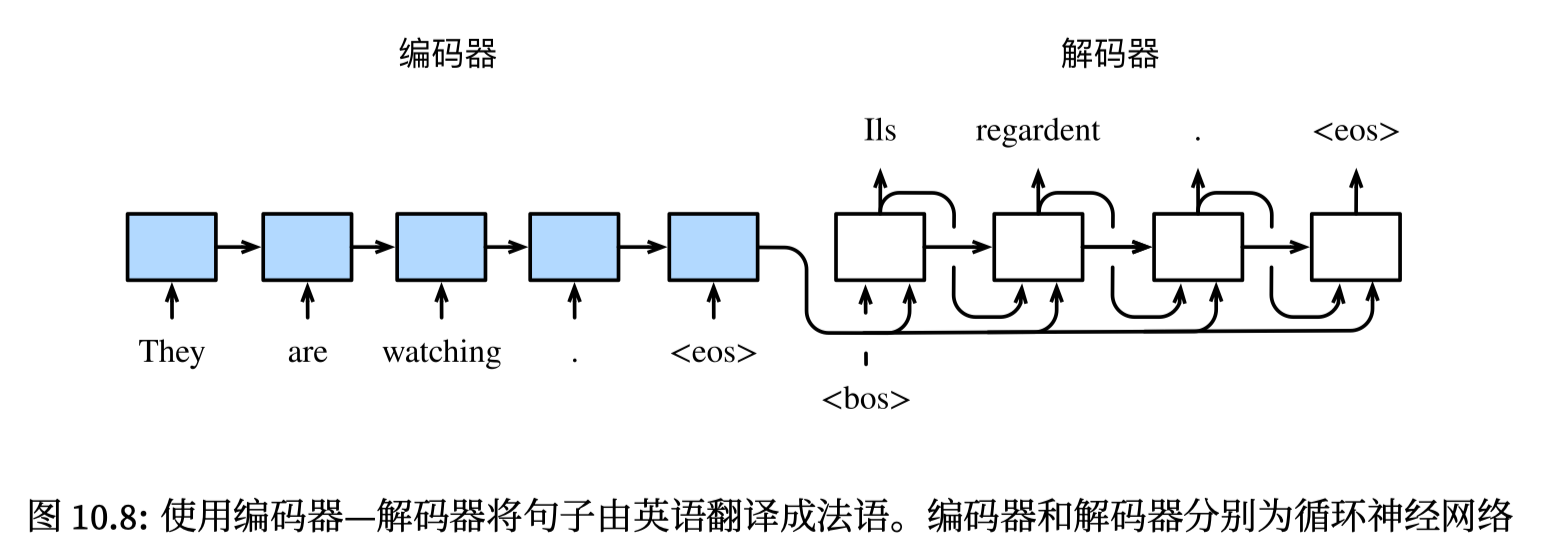 编码器 解码器
Ils regardent . <eos>
They are watching . <eos>
<bos>
图 10.8: 使用编码器—解码器将句子由英语翻译成法语。编码器和解码器分别为循环神经网络